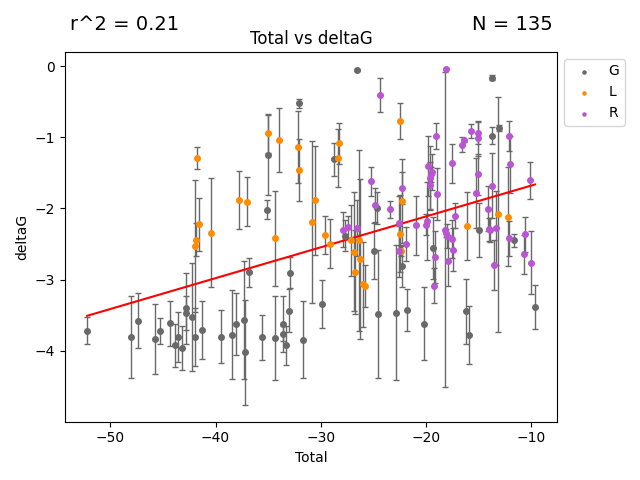 r^2 = 0.21
N = 135
Total vs deltaG
G
L
R
0
−1
−2
−3
−4
deltaG
−50 −40 −30 −20 −10
Total